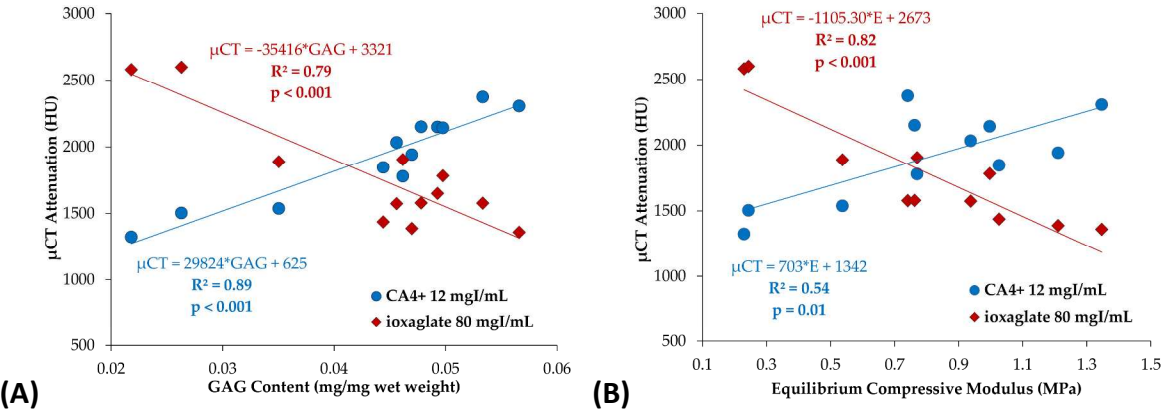 3000
2500
2000
1500
1000
500
μCT Attenuation (HU)
μCT = -35416*GAG + 3321
R² = 0.79
p < 0.001
μCT = 29824*GAG + 625
R² = 0.89
p < 0.001
CA4+ 12 mgI/mL
ioxaglate 80 mgI/mL
0.02 0.03 0.04 0.05 0.06
GAG Content (mg/mg wet weight)
(A)
3000
2500
2000
1500
1000
500
μCT Attenuation (HU)
μCT = -1105.30*E + 2673
R² = 0.82
p < 0.001
μCT = 703*E + 1342
R² = 0.54
p = 0.01
CA4+ 12 mgI/mL
ioxaglate 80 mgI/mL
0.1 0.3 0.5 0.7 0.9 1.1 1.3 1.5
Equilibrium Compressive Modulus (MPa)
(B)